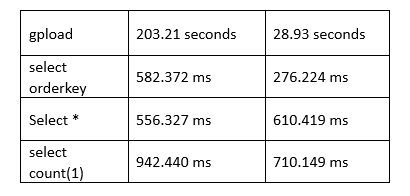 gpload 203.21 seconds 28.93 seconds
select
orderkey 582.372 ms 276.224 ms
Select * 556.327 ms 610.419 ms
select
count(1) 942.440 ms 710.149 ms